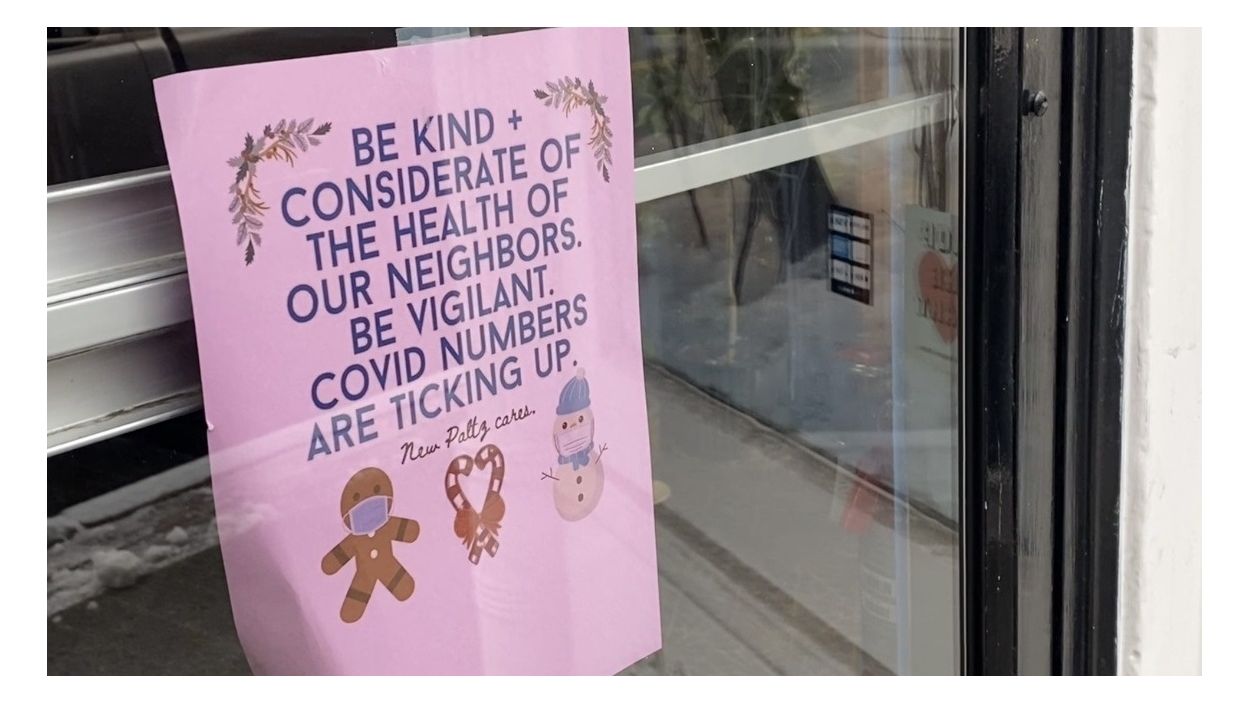 BE KIND +
CONSIDERATE OF
THE HEALTH OF
OUR NEIGHBORS.
BE VIGILANT.
COVID NUMBERS
ARE TICKING UP.
New Paltz cares.